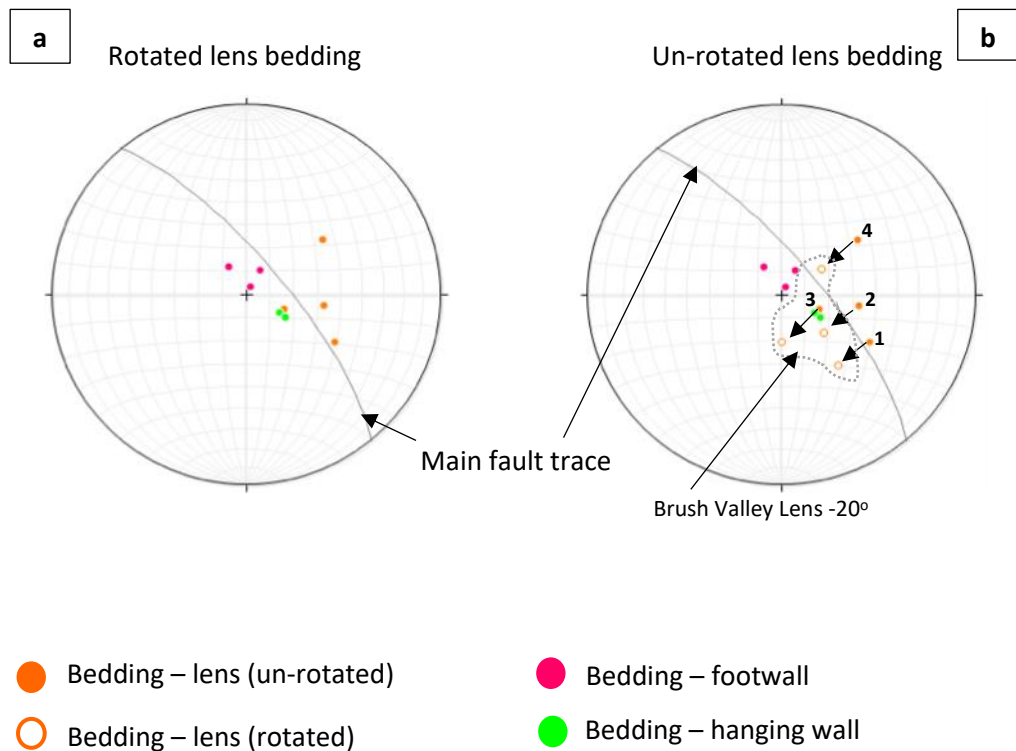 a
Rotated lens bedding
Un-rotated lens bedding
b
4
3
2
1
Main fault trace
Brush Valley Lens -20º
Bedding – lens (un-rotated)
Bedding – footwall
Bedding – lens (rotated)
Bedding – hanging wall